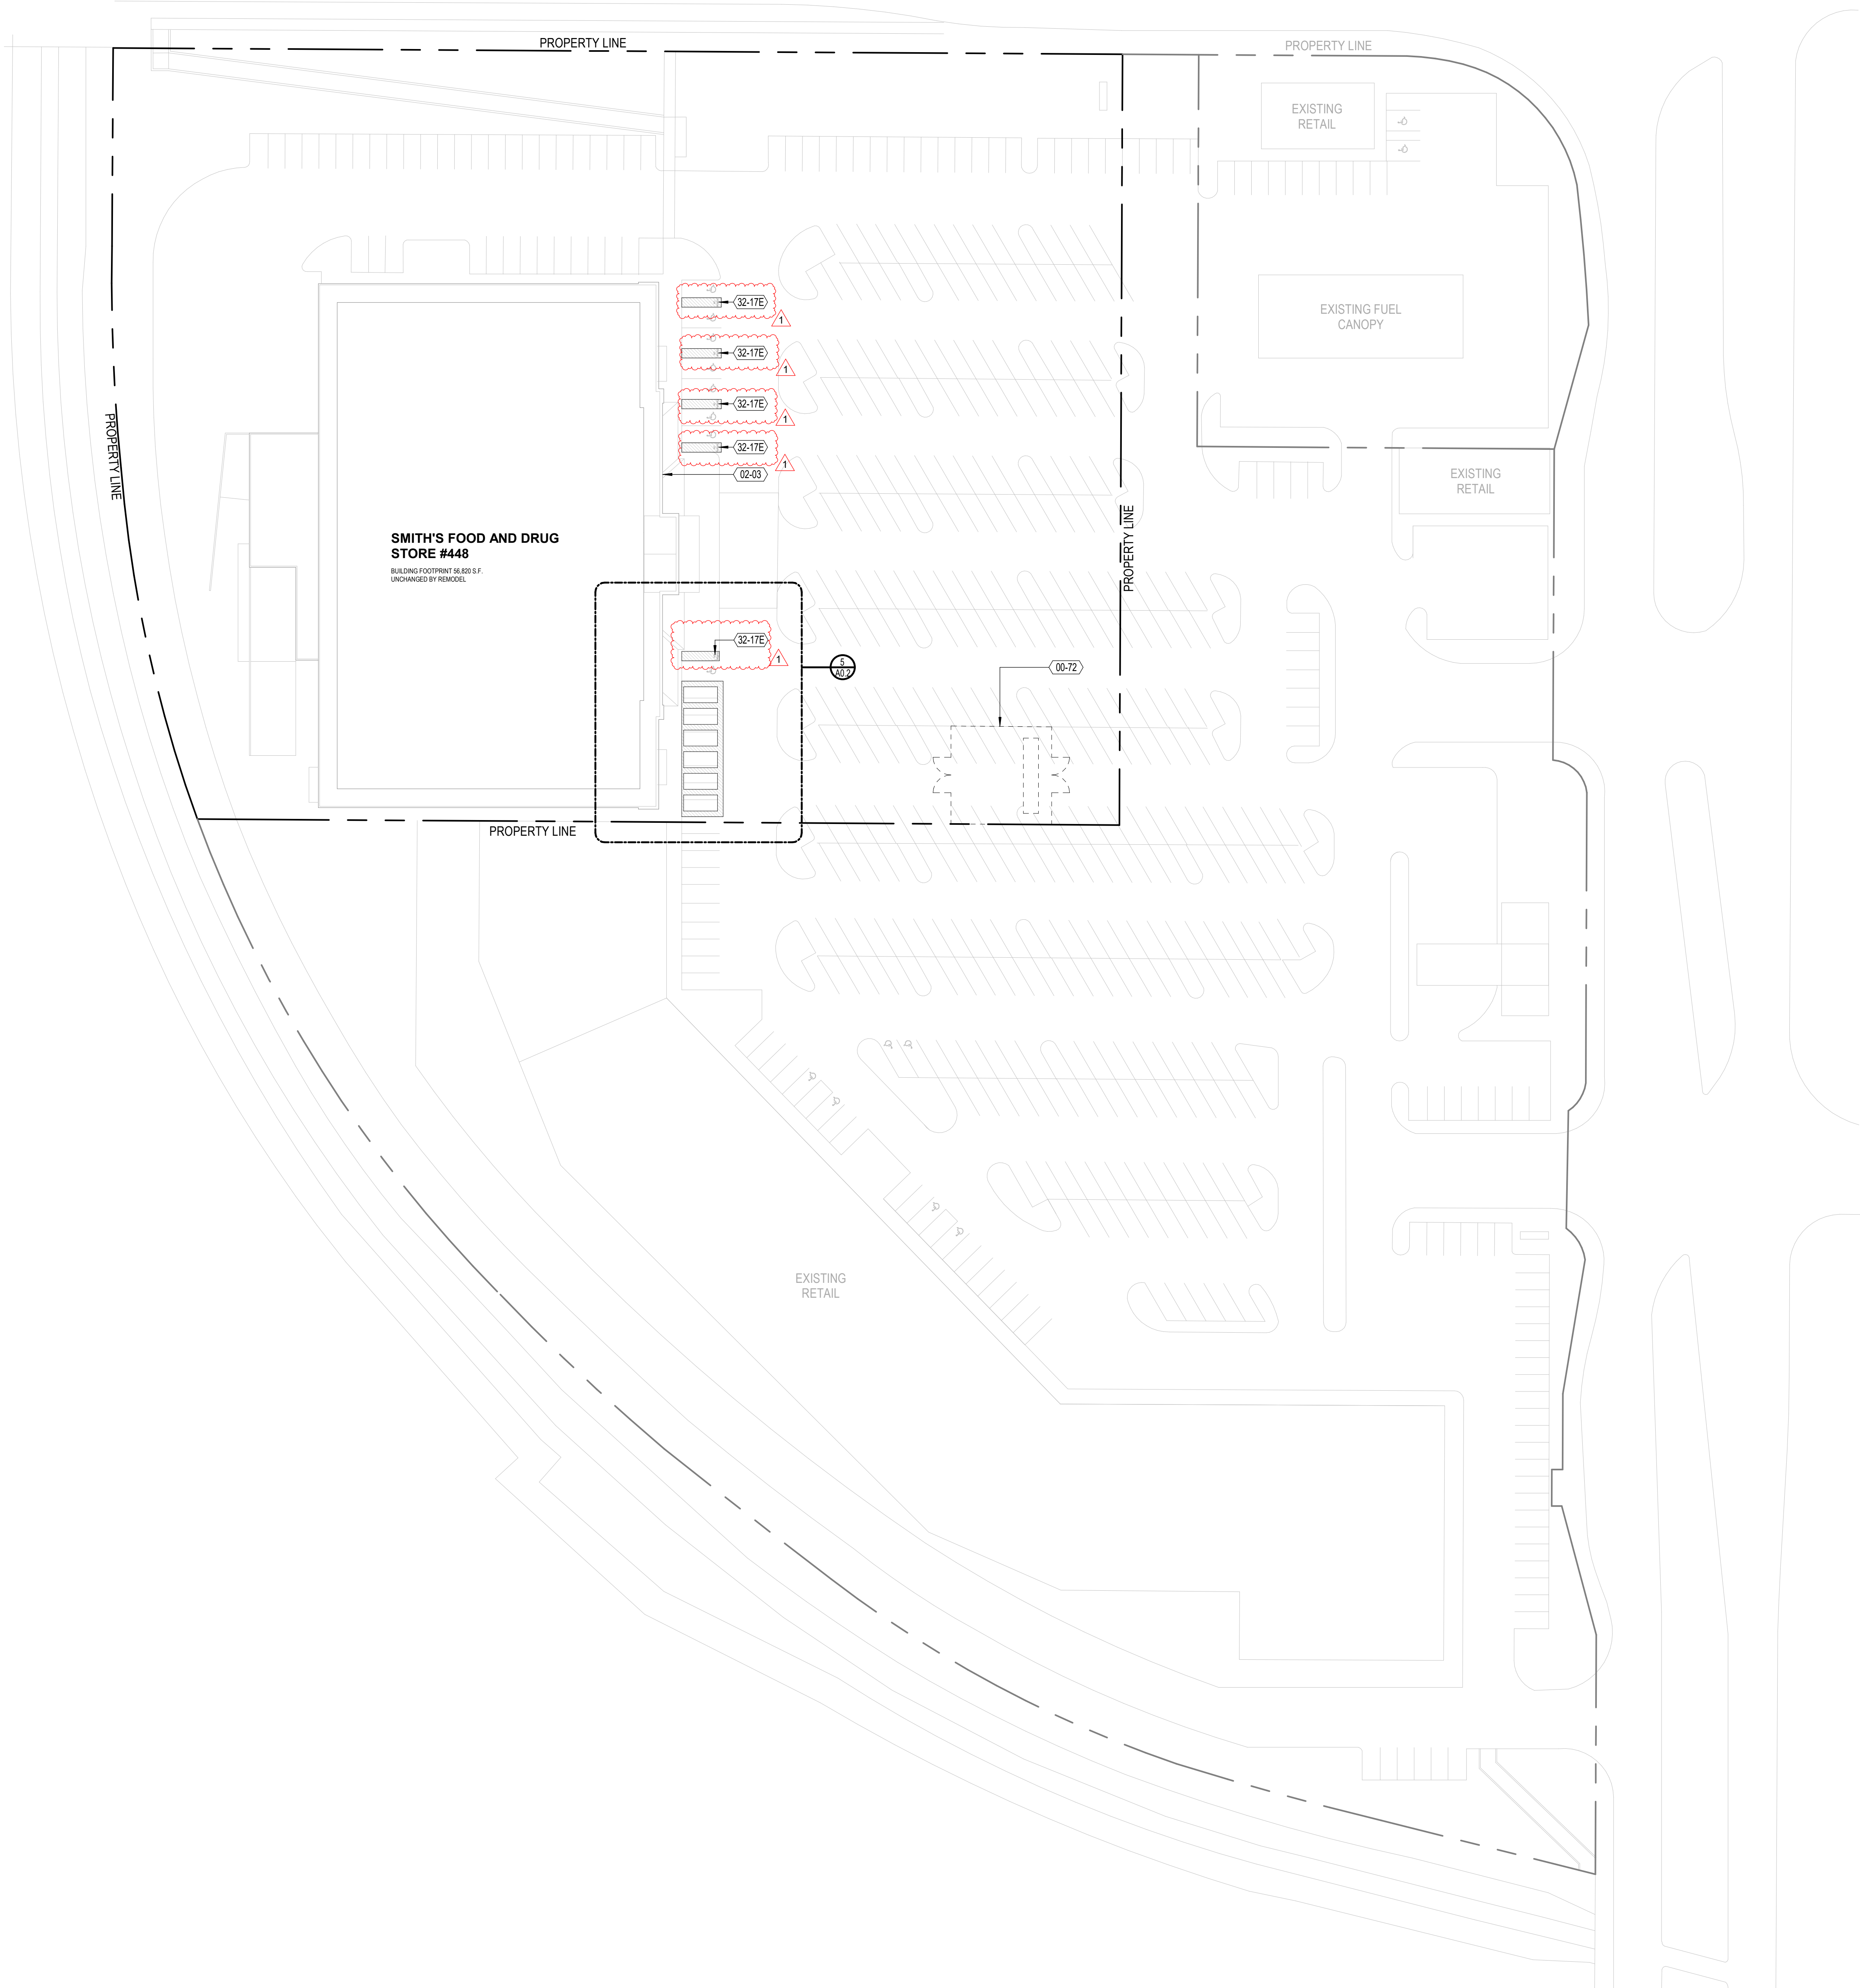 PROPERTY LINE
PROPERTY LINE
EXISTING
RETAIL
32-17E
1
EXISTING FUEL
CANOPY
32-17E
1
32-17E
1
PROPERTY LINE
32-17E
1
02-03
EXISTING
RETAIL
PROPERTY LINE
SMITH'S FOOD AND DRUG
STORE #448
BUILDING FOOTPRINT 56,820 S.F.
UNCHANGED BY REMODEL
32-17E
1
5
A0.2
00-72
PROPERTY LINE
EXISTING
RETAIL